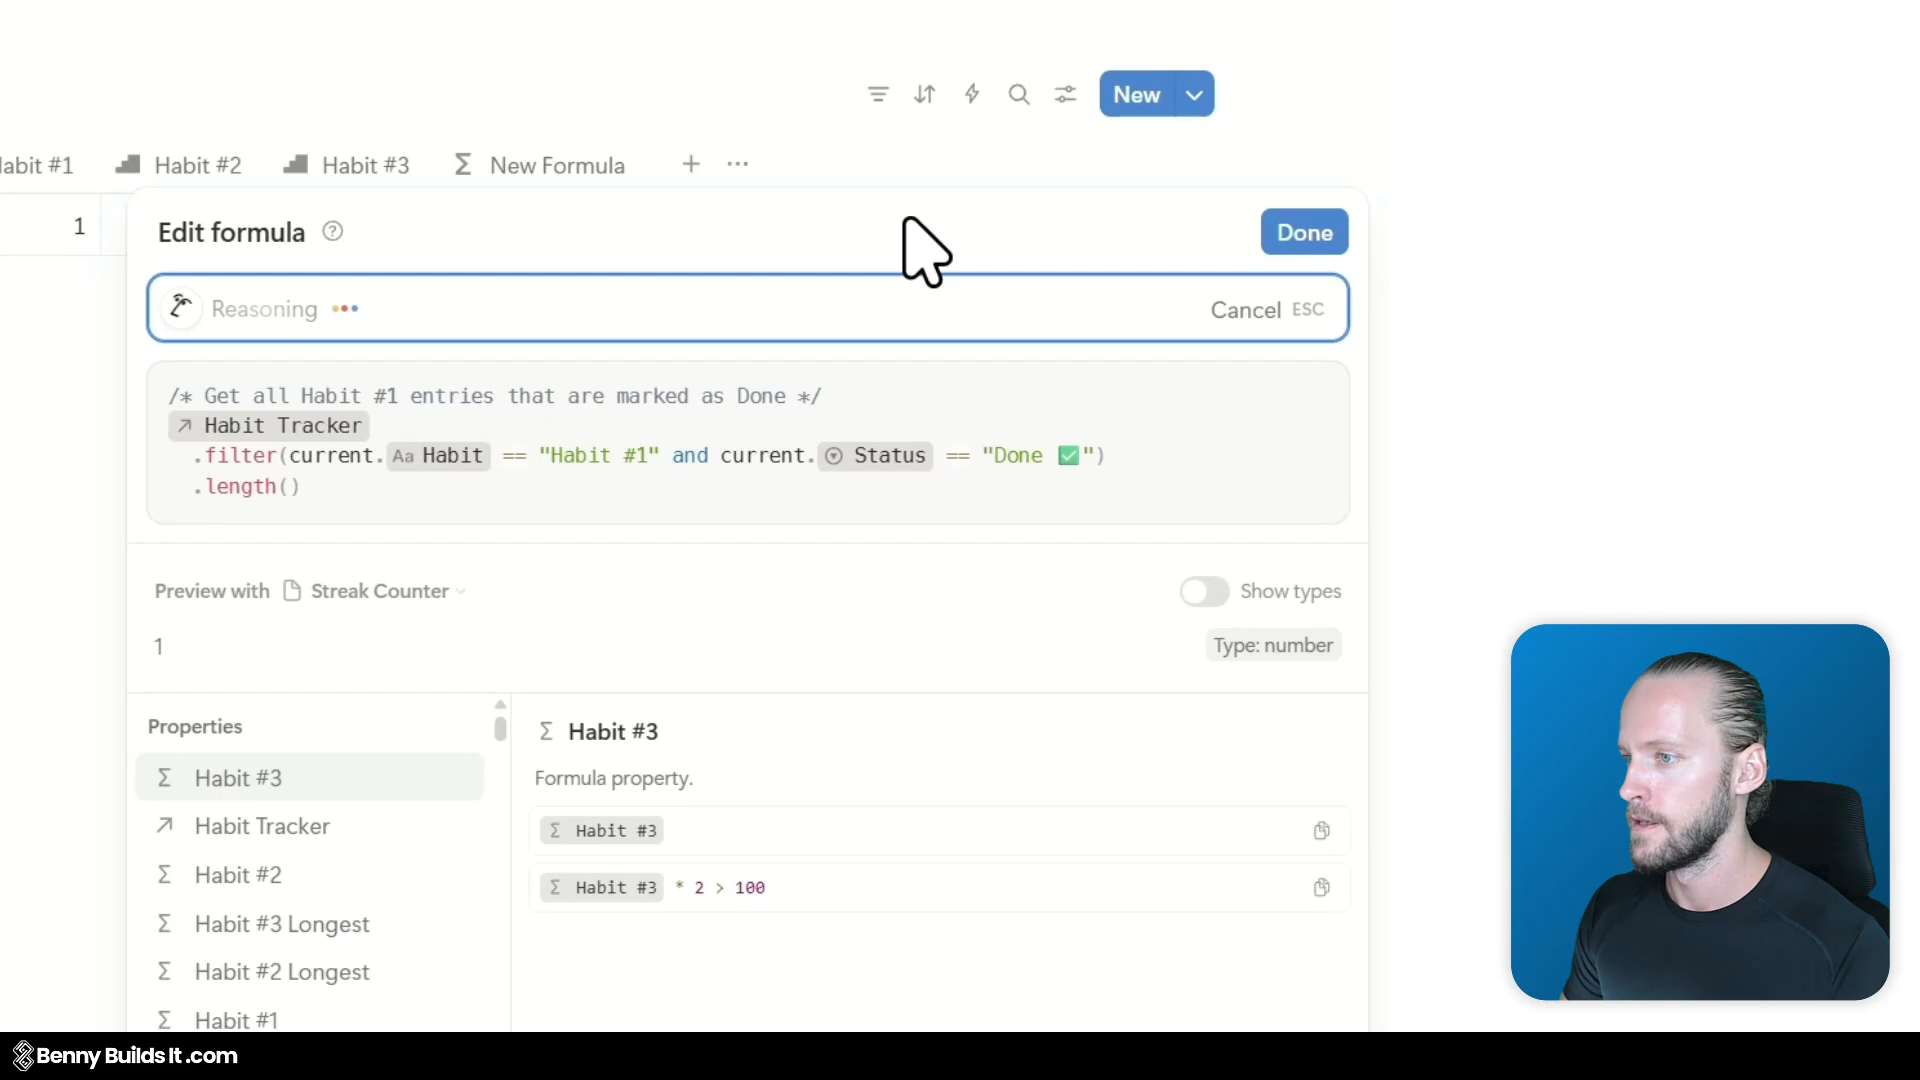 New
abit #1 Habit #2 Habit #3 Σ New Formula + ...
1
Edit formula ? Done
Reasoning Cancel ESC
/* Get all Habit #1 entries that are marked as Done */
↗ Habit Tracker
.filter(current. Aa Habit == "Habit #1" and current. Status == "Done ✅")
.length()
Preview with Streak Counter Show types
1 Type: number
Properties
Σ Habit #3
↗ Habit Tracker
Σ Habit #2
Σ Habit #3 Longest
Σ Habit #2 Longest
Σ Habit #1
Σ Habit #3
Formula property.
Σ Habit #3
Σ Habit #3 * 2 > 100
Benny Builds It .com